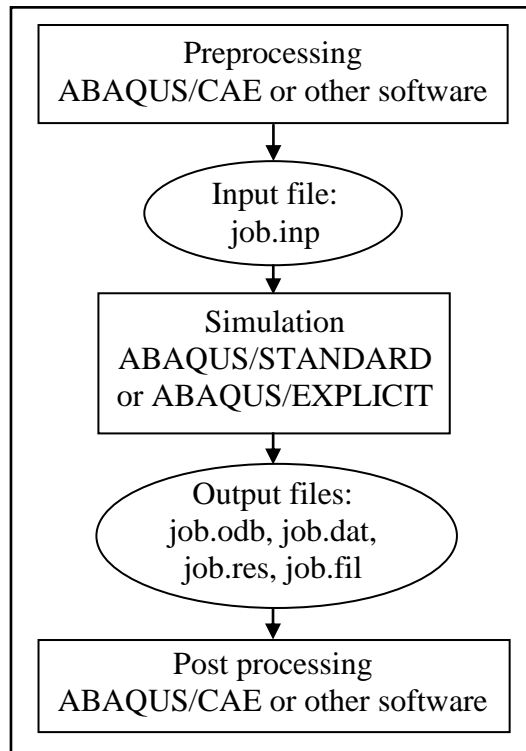 Preprocessing
ABAQUS/CAE or other software
Input file:
job.inp
Simulation
ABAQUS/STANDARD
or ABAQUS/EXPLICIT
Output files:
job.odb, job.dat,
job.res, job.fil
Post processing
ABAQUS/CAE or other software